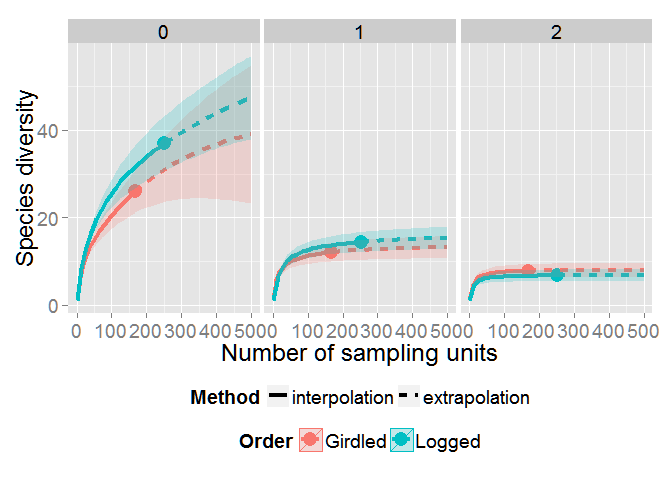 0 1 2
Species diversity
40
20
0
0 100 200 300 400 500 0 100 200 300 400 500 0 100 200 300 400 500
Number of sampling units
Method interpolation extrapolation
Order Girdled Logged